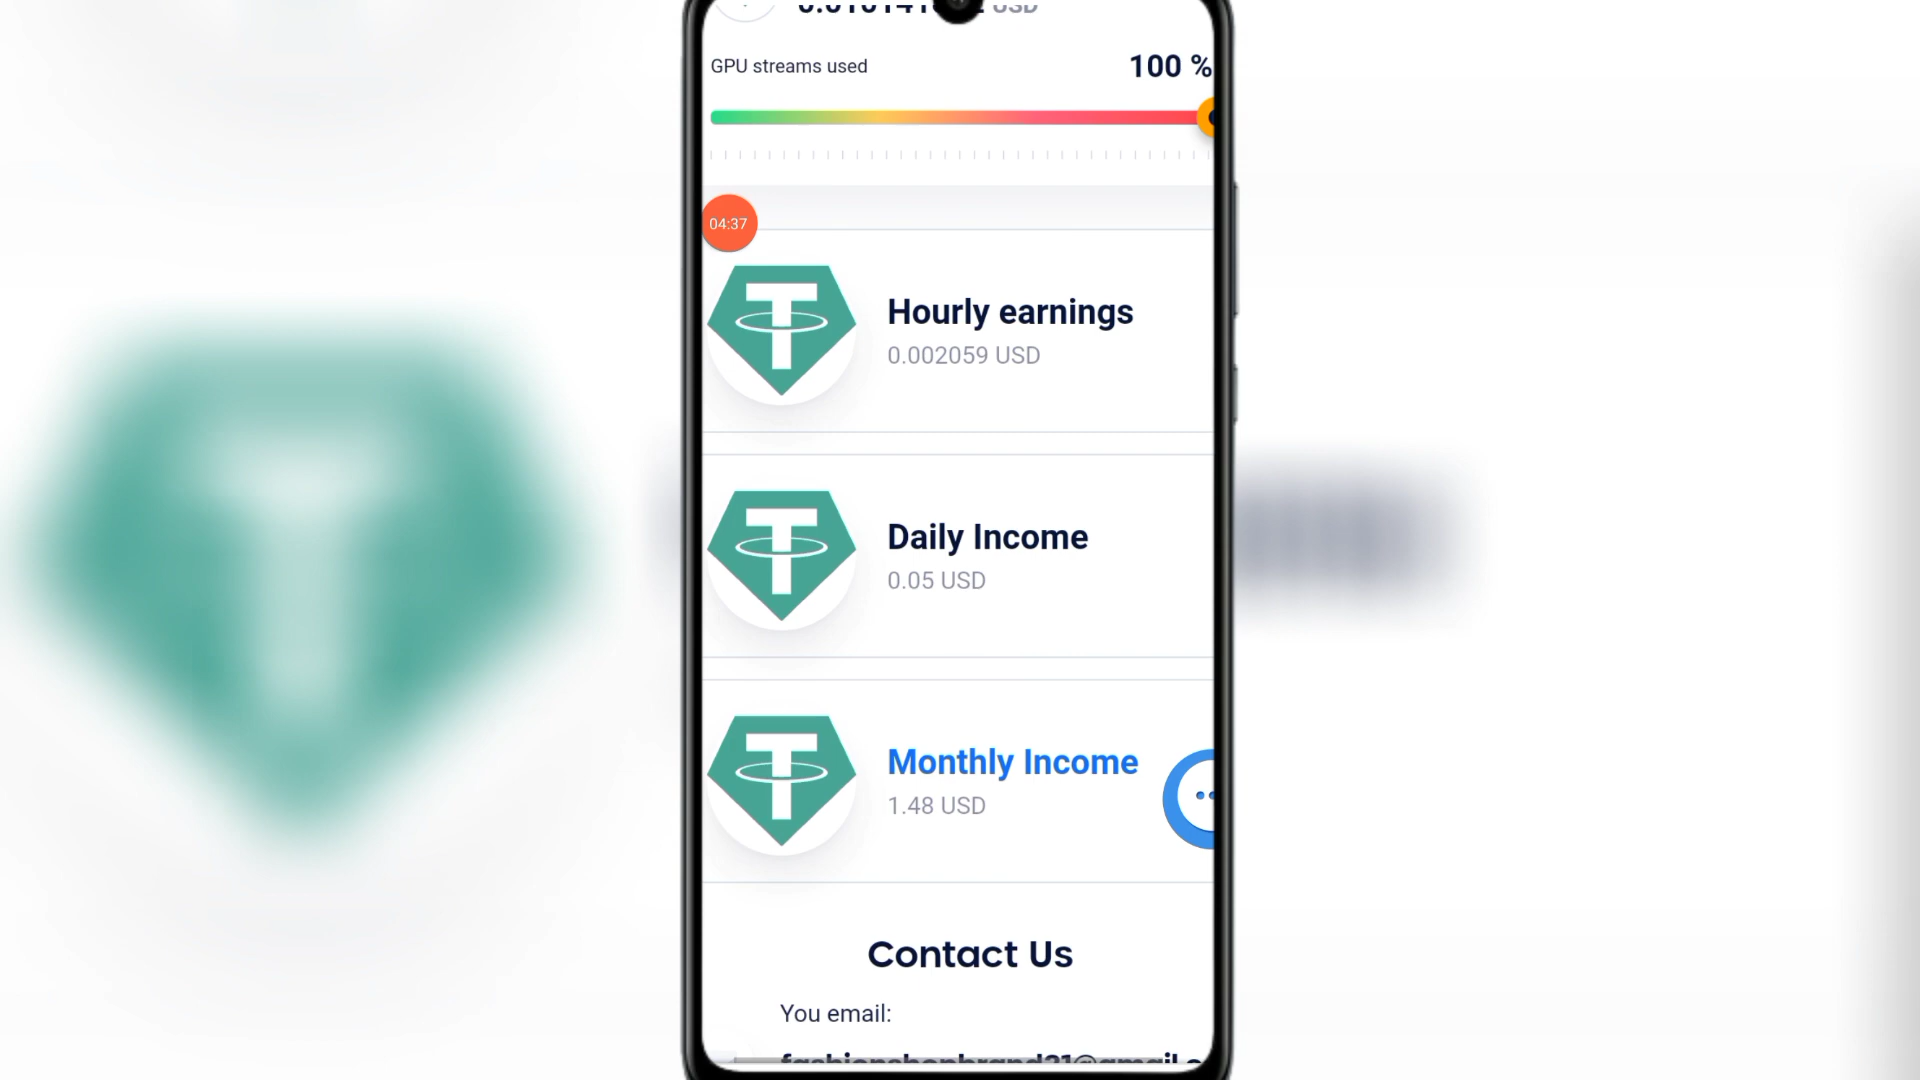 USD
GPU streams used
100 %
04:37
Hourly earnings
0.002059 USD
Daily Income
0.05 USD
Monthly Income
1.48 USD
Contact Us
You email: